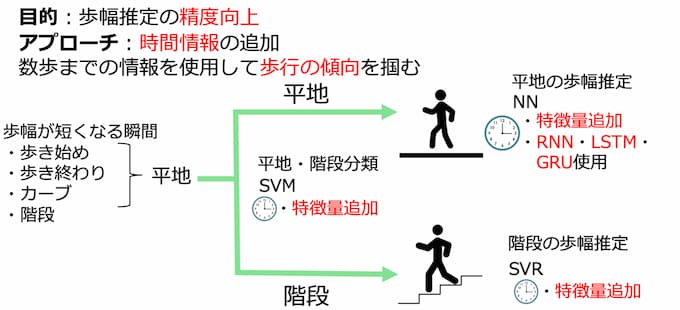 目的：歩幅推定の精度向上
アプローチ：時間情報の追加
数歩までの情報を使用して歩行の傾向を掴む
歩幅が短くなる瞬間
・歩き始め
・歩き終わり
・カーブ
・階段
平地
平地
平地・階段分類
SVM
・特徴量追加
階段
平地の歩幅推定
NN
・特徴量追加
・RNN・LSTM・
GRU使用
階段の歩幅推定
SVR
・特徴量追加